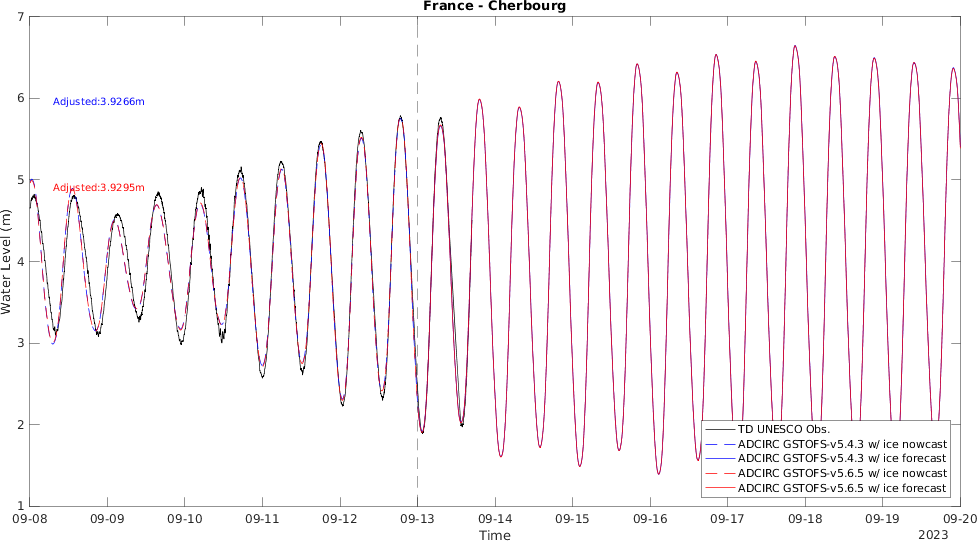 France - Cherbourg
7
6
5
4
3
2
1
Water Level (m)
Adjusted:3.9266m
Adjusted:3.9295m
TD UNESCO Obs.
ADCIRC GSTOFS-v5.4.3 w/ ice nowcast
ADCIRC GSTOFS-v5.4.3 w/ ice forecast
ADCIRC GSTOFS-v5.6.5 w/ ice nowcast
ADCIRC GSTOFS-v5.6.5 w/ ice forecast
09-08 09-09 09-10 09-11 09-12 09-13 09-14 09-15 09-16 09-17 09-18 09-19 09-20
Time
2023